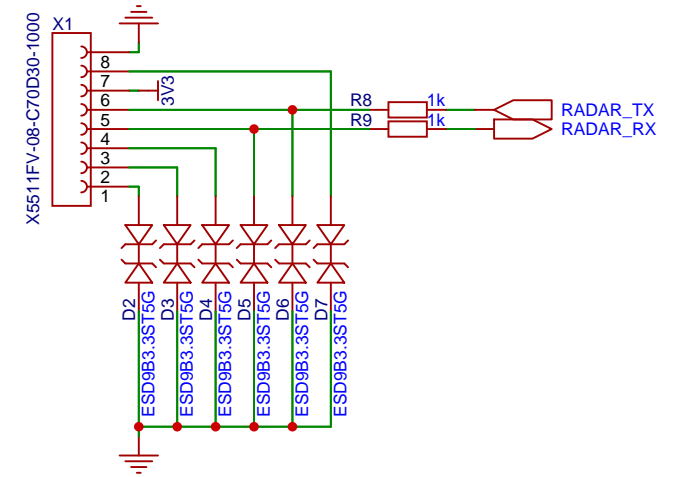 X1
X5511FV-08-C70D30-1000
8
7
6
5
4
3
2
1
3V3
R8
1k
RADAR_TX
R9
1k
RADAR_RX
D2
ESD9B3.3ST5G
D3
ESD9B3.3ST5G
D4
ESD9B3.3ST5G
D5
ESD9B3.3ST5G
D6
ESD9B3.3ST5G
D7
ESD9B3.3ST5G